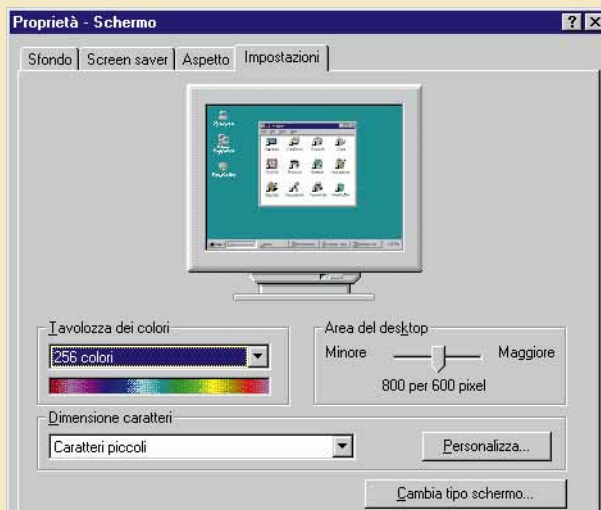 Proprietà - Schermo
Sfondo Screen saver Aspetto Impostazioni
Tavolozza dei colori
256 colori
Area del desktop
Minore Maggiore
800 per 600 pixel
Dimensione caratteri
Caratteri piccoli
Personalizza...
Cambia tipo schermo...